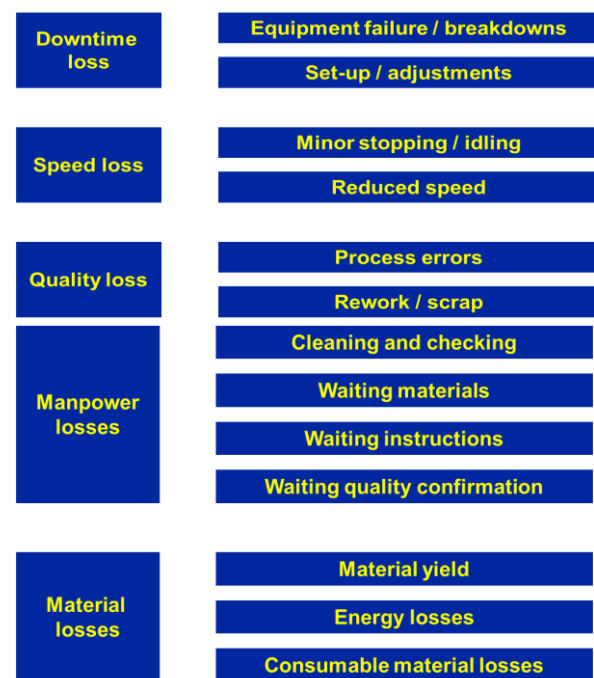 Downtime
loss
Equipment failure / breakdowns
Set-up / adjustments
Speed loss
Minor stopping / idling
Reduced speed
Quality loss
Process errors
Rework / scrap
Manpower
losses
Cleaning and checking
Waiting materials
Waiting instructions
Waiting quality confirmation
Material
losses
Material yield
Energy losses
Consumable material losses